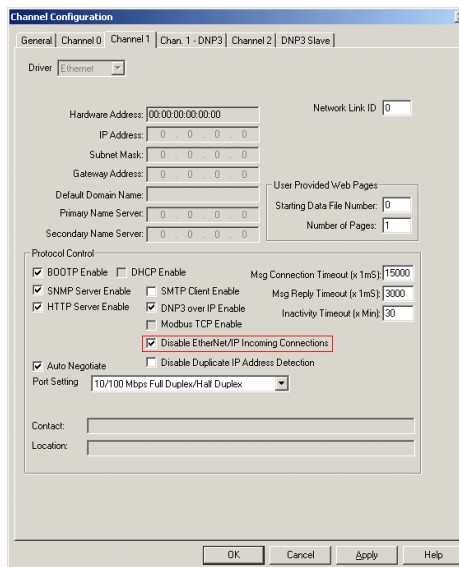 Channel Configuration
General Channel 0 Channel 1 Chan. 1 - DNP3 Channel 2 DNP3 Slave
Driver Ethernet
Hardware Address: 00:00:00:00:00:00 Network Link ID 0
IP Address: 0 . 0 . 0 . 0
Subnet Mask: 0 . 0 . 0 . 0
Gateway Address: 0 . 0 . 0 . 0
Default Domain Name:
Primary Name Server: 0 . 0 . 0 . 0
Secondary Name Server: 0 . 0 . 0 . 0
User Provided Web Pages
Starting Data File Number: 0
Number of Pages: 1
Protocol Control
BOOTP Enable DHCP Enable Msg Connection Timeout (x 1mS): 15000
SNMP Server Enable SMTP Client Enable Msg Reply Timeout (x 1mS): 3000
HTTP Server Enable DNP3 over IP Enable Inactivity Timeout (x Min): 30
Modbus TCP Enable
Disable EtherNet/IP Incoming Connections
Auto Negotiate Disable Duplicate IP Address Detection
Port Setting 10/100 Mbps Full Duplex/Half Duplex
Contact:
Location:
OK Cancel Apply Help